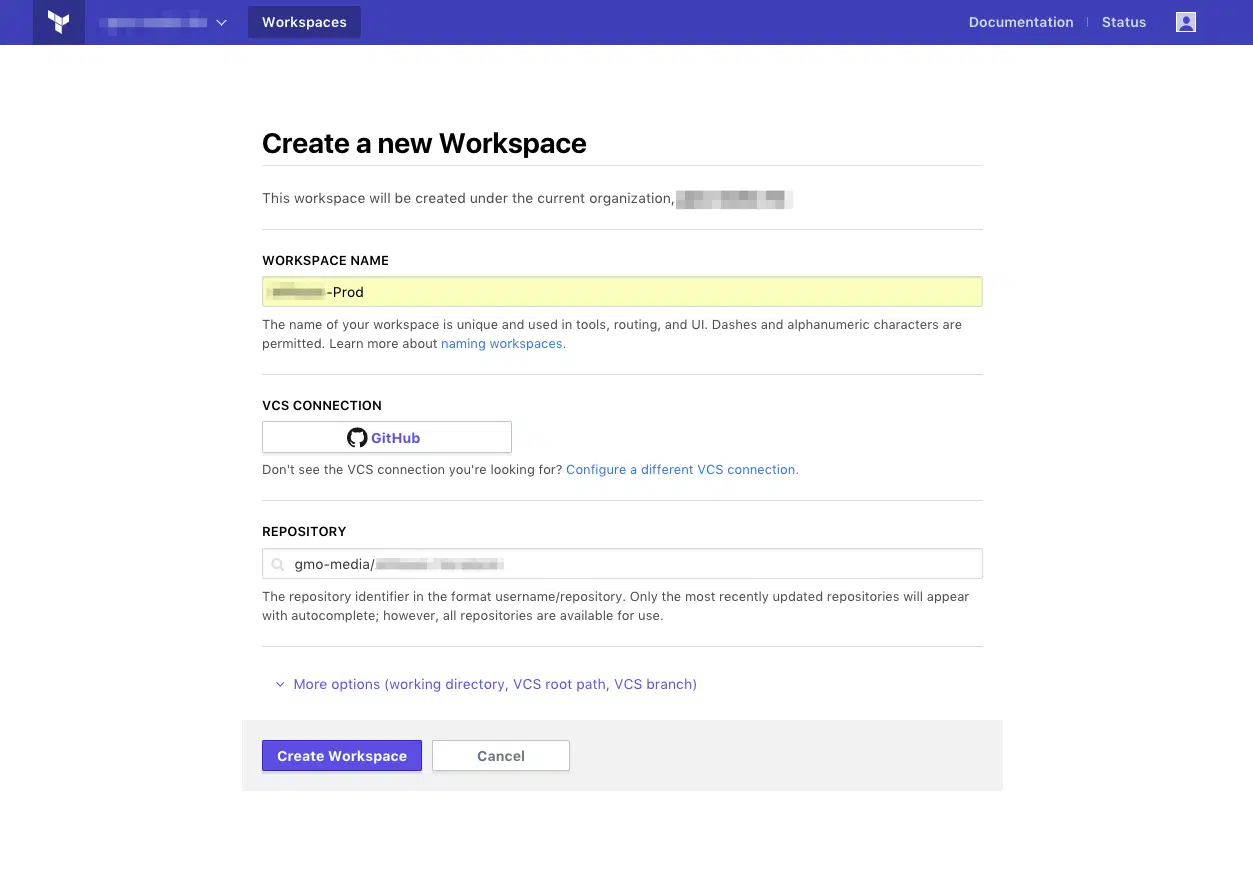 Workspaces
Documentation
Status
Create a new Workspace
This workspace will be created under the current organization,
WORKSPACE NAME
-Prod
The name of your workspace is unique and used in tools, routing, and UI. Dashes and alphanumeric characters are
permitted. Learn more about naming workspaces.
VCS CONNECTION
GitHub
Don't see the VCS connection you're looking for? Configure a different VCS connection.
REPOSITORY
gmo-media/
The repository identifier in the format username/repository. Only the most recently updated repositories will appear
with autocomplete; however, all repositories are available for use.
More options (working directory, VCS root path, VCS branch)
Create Workspace
Cancel